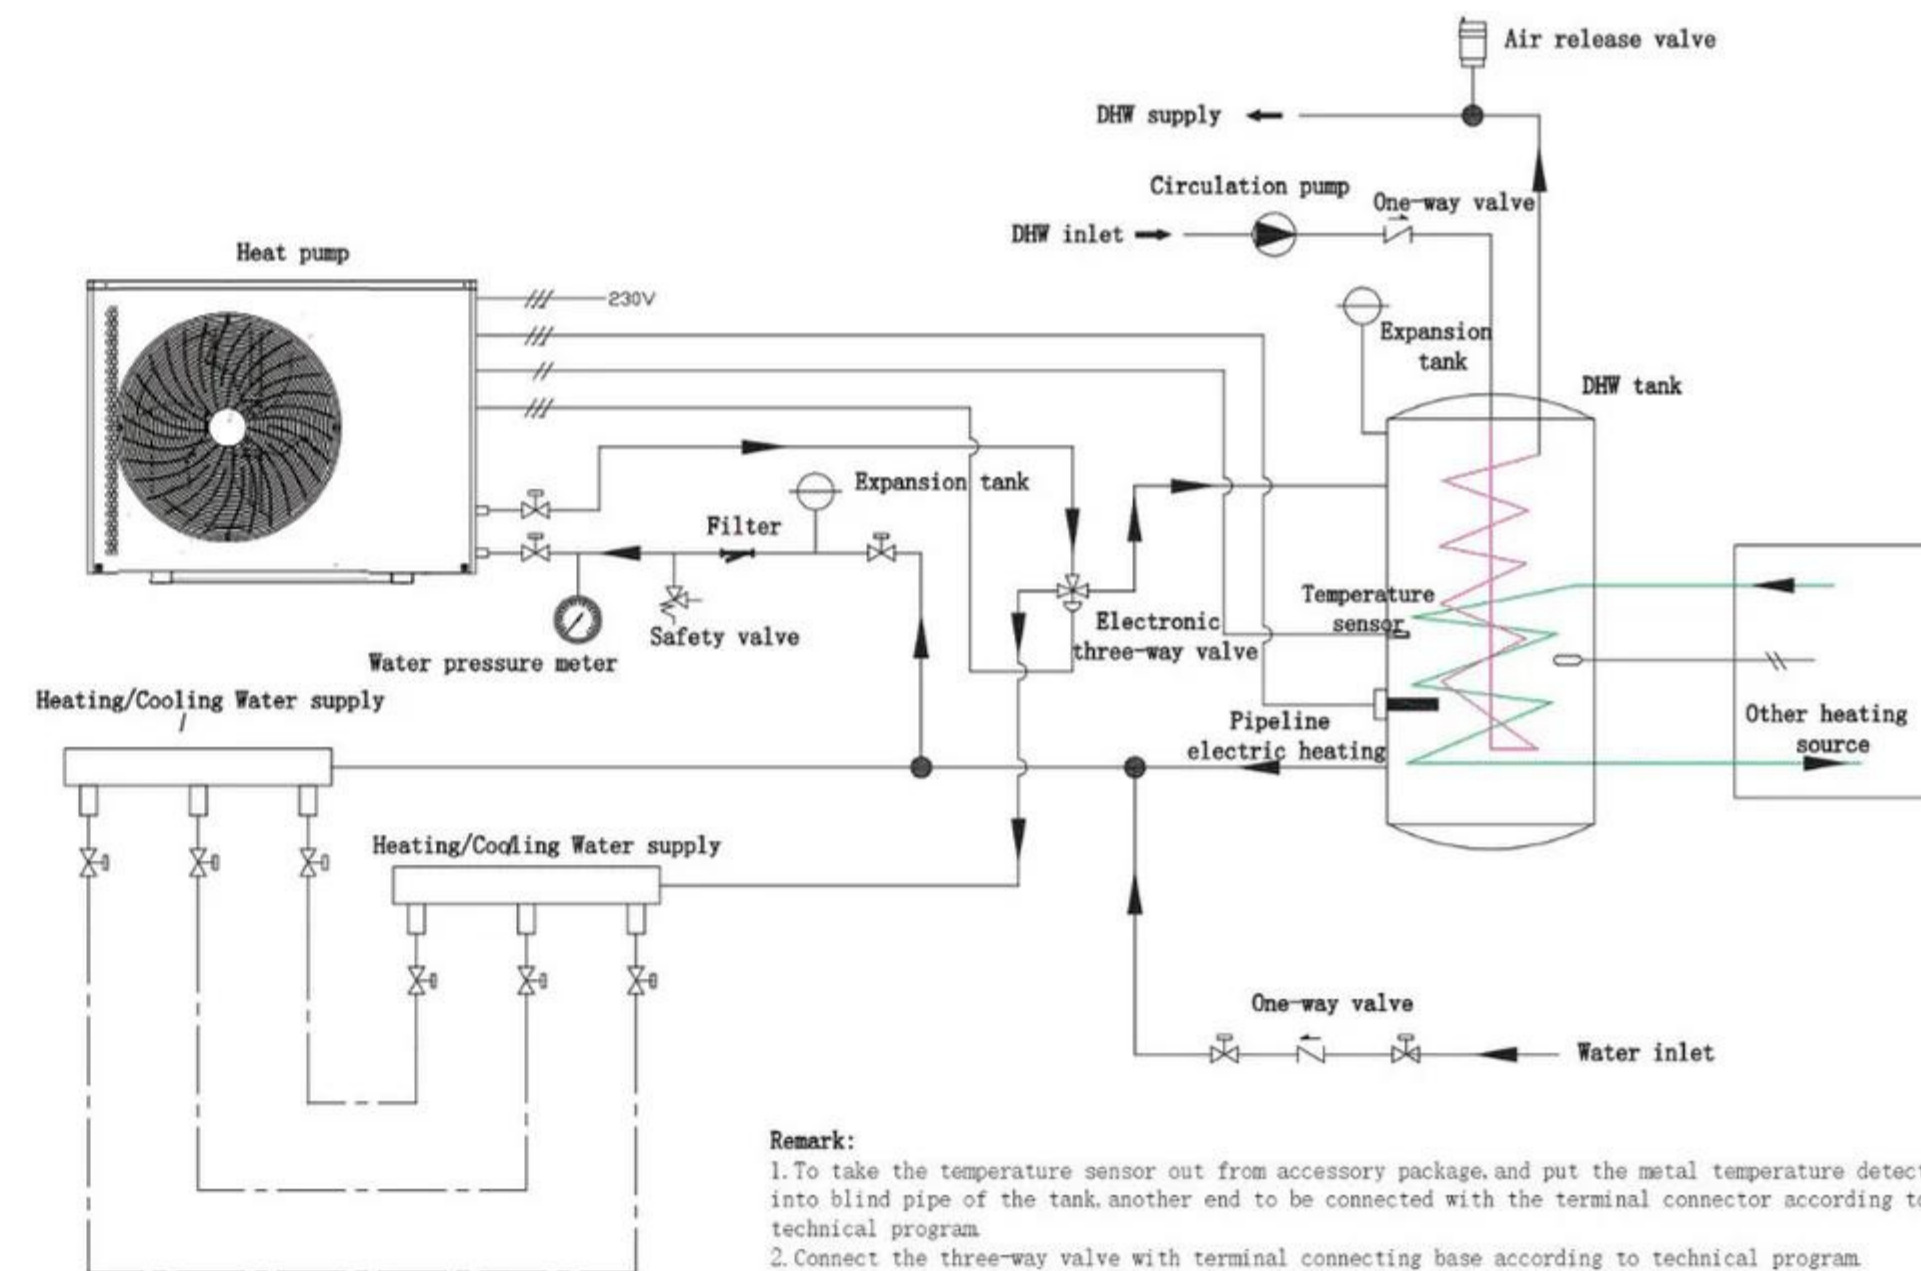 Air release valve
DHW supply
Circulation pump
One-way valve
DHW inlet
Heat pump
230V
Expansion
tank
DHW tank
Expansion tank
Filter
Temperature
sensor
Electronic
three-way valve
Safety valve
Water pressure meter
Heating/Cooling Water supply
Pipeline
electric heating
Other heating
source
Heating/Cooling Water supply
One-way valve
Water inlet
Remark:
1.To take the temperature sensor out from accessory package,and put the metal temperature detect
into blind pipe of the tank,another end to be connected with the terminal connector according to
technical program
2.Connect the three-way valve with terminal connecting base according to technical program